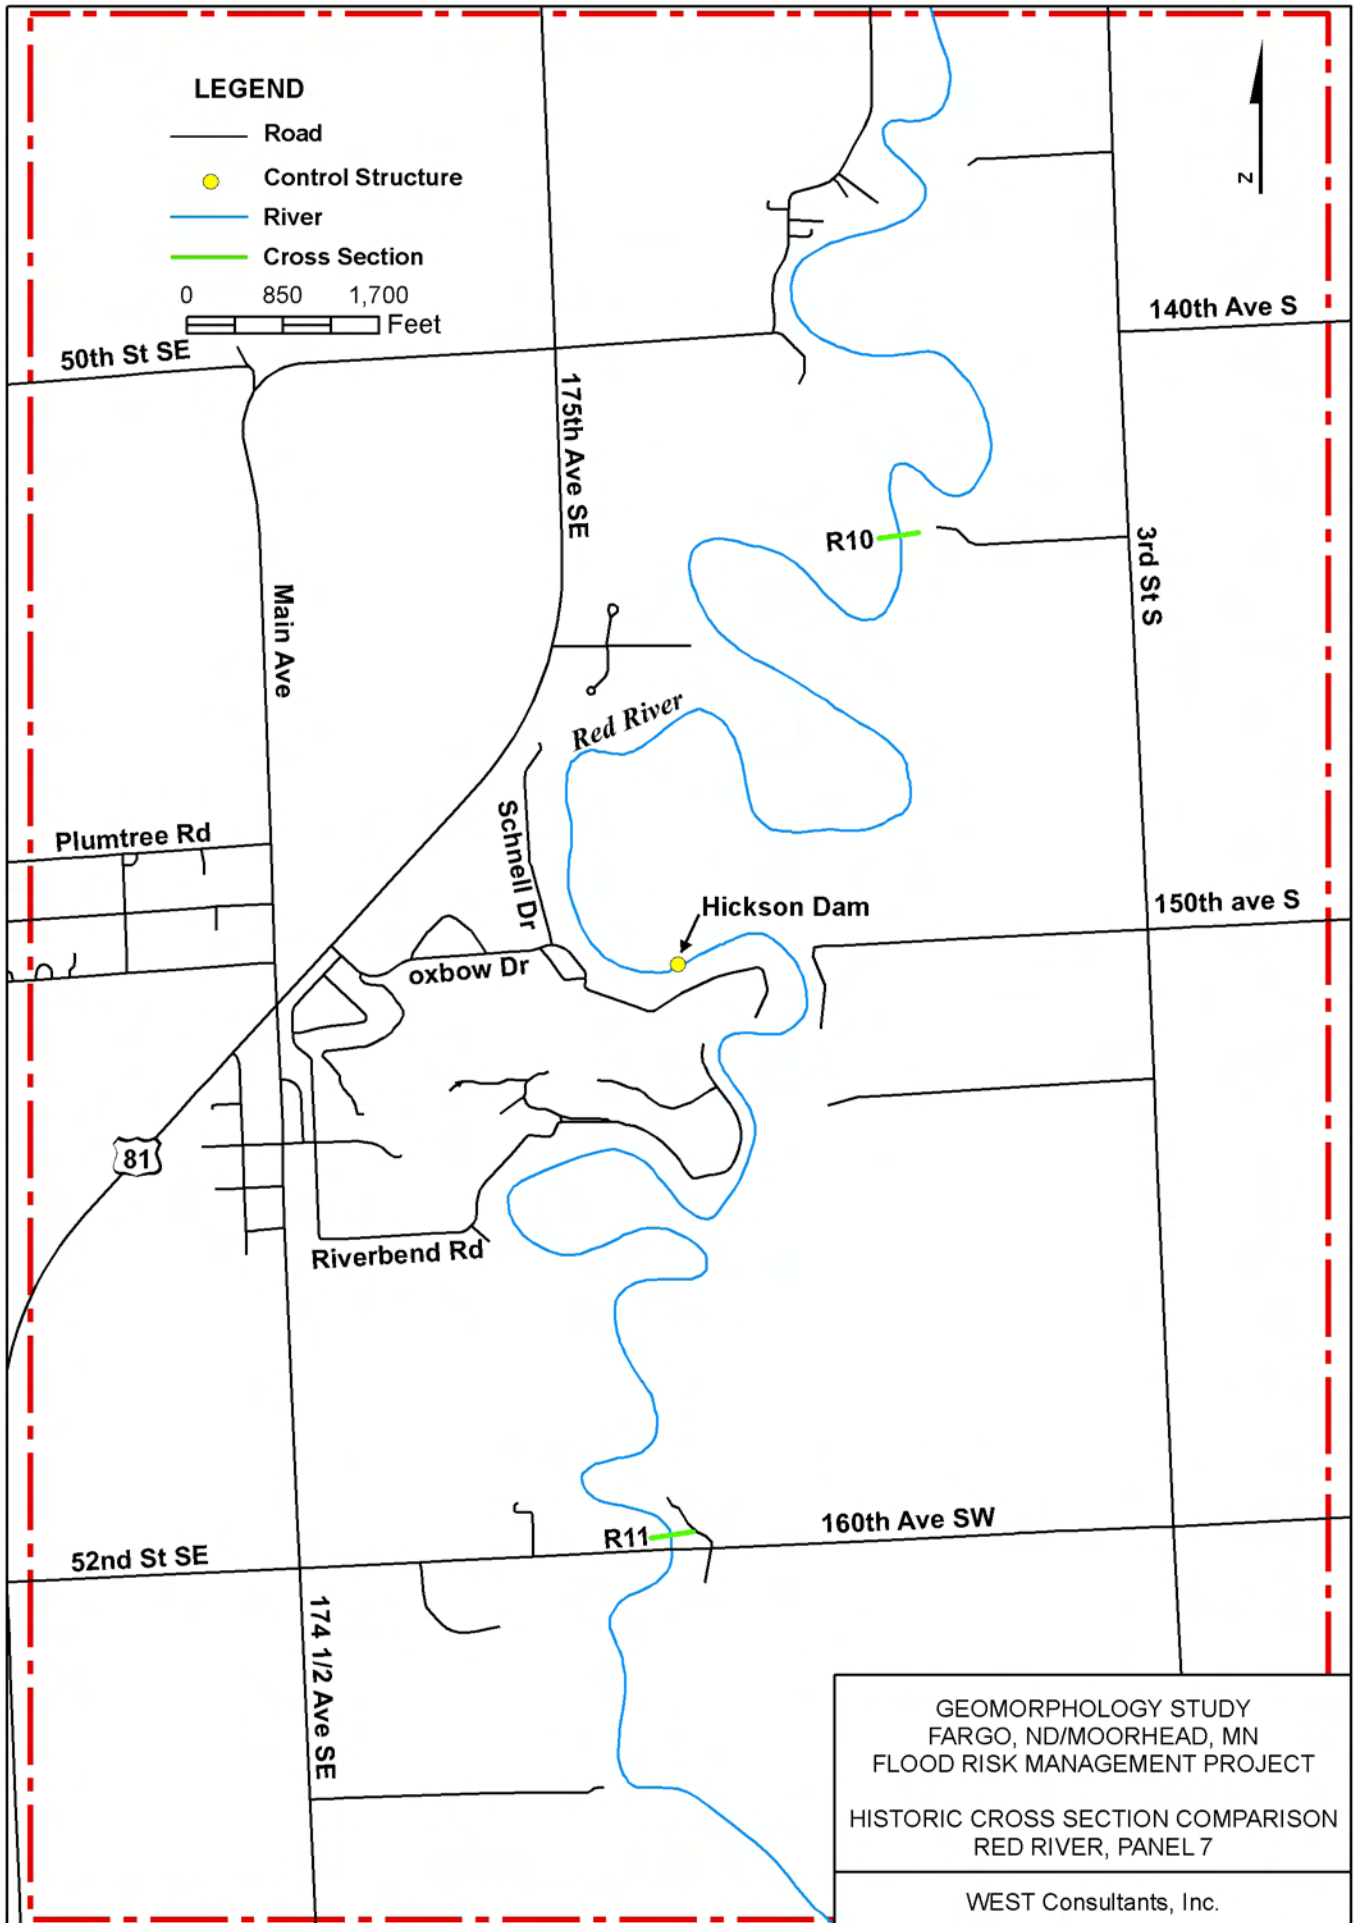 LEGEND
Road
Control Structure
River
Cross Section
0 850 1,700
Feet
N
50th St SE
140th Ave S
175th Ave SE
R10
3rd St S
Main Ave
Red River
Schnell Dr
Plumtree Rd
Hickson Dam
150th ave S
oxbow Dr
81
Riverbend Rd
R11
160th Ave SW
52nd St SE
174 1/2 Ave SE
GEOMORPHOLOGY STUDY
FARGO, ND/MOORHEAD, MN
FLOOD RISK MANAGEMENT PROJECT
HISTORIC CROSS SECTION COMPARISON
RED RIVER, PANEL 7
WEST Consultants, Inc.